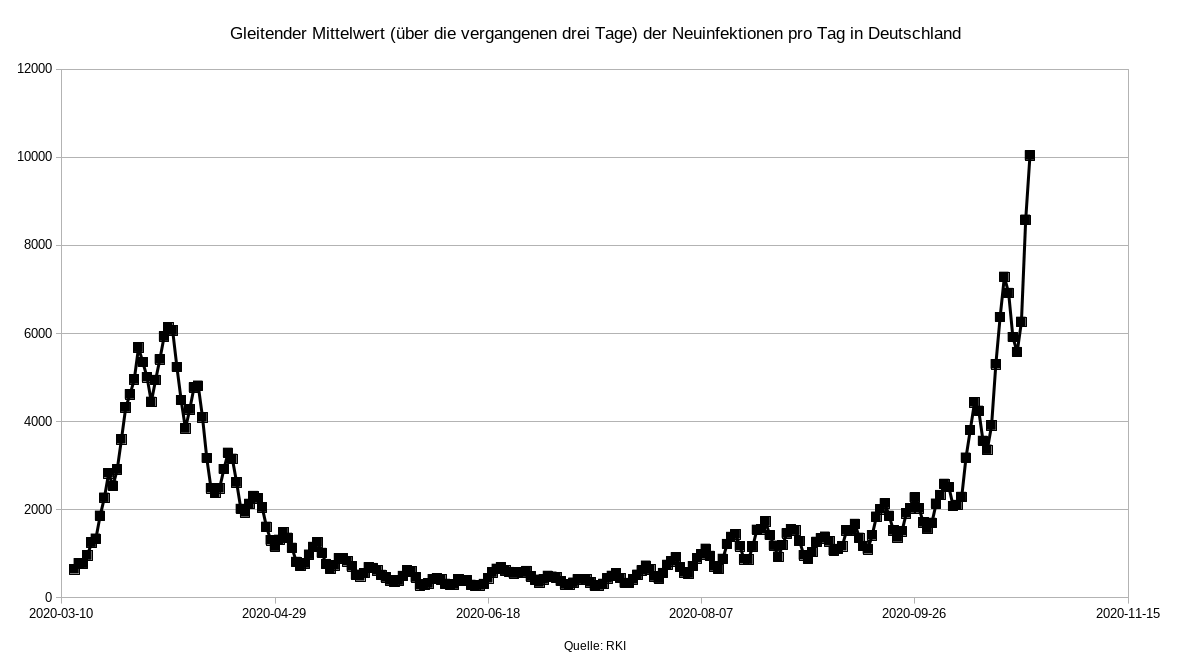 Gleitender Mittelwert (über die vergangenen drei Tage) der Neuinfektionen pro Tag in Deutschland
12000
10000
8000
6000
4000
2000
0
2020-03-10 2020-04-29 2020-06-18 2020-08-07 2020-09-26 2020-11-15
Quelle: RKI